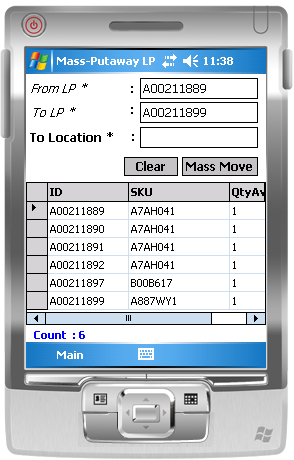 Mass-Putaway LP 11:38
From LP * : A00211889
To LP * : A00211899
To Location * :
Clear Mass Move
ID SKU QtyAv
A00211889 A7AH041 1
A00211890 A7AH041 1
A00211891 A7AH041 1
A00211892 A7AH041 1
A00211897 B00B617 1
A00211899 A887WY1 1
Count : 6
Main